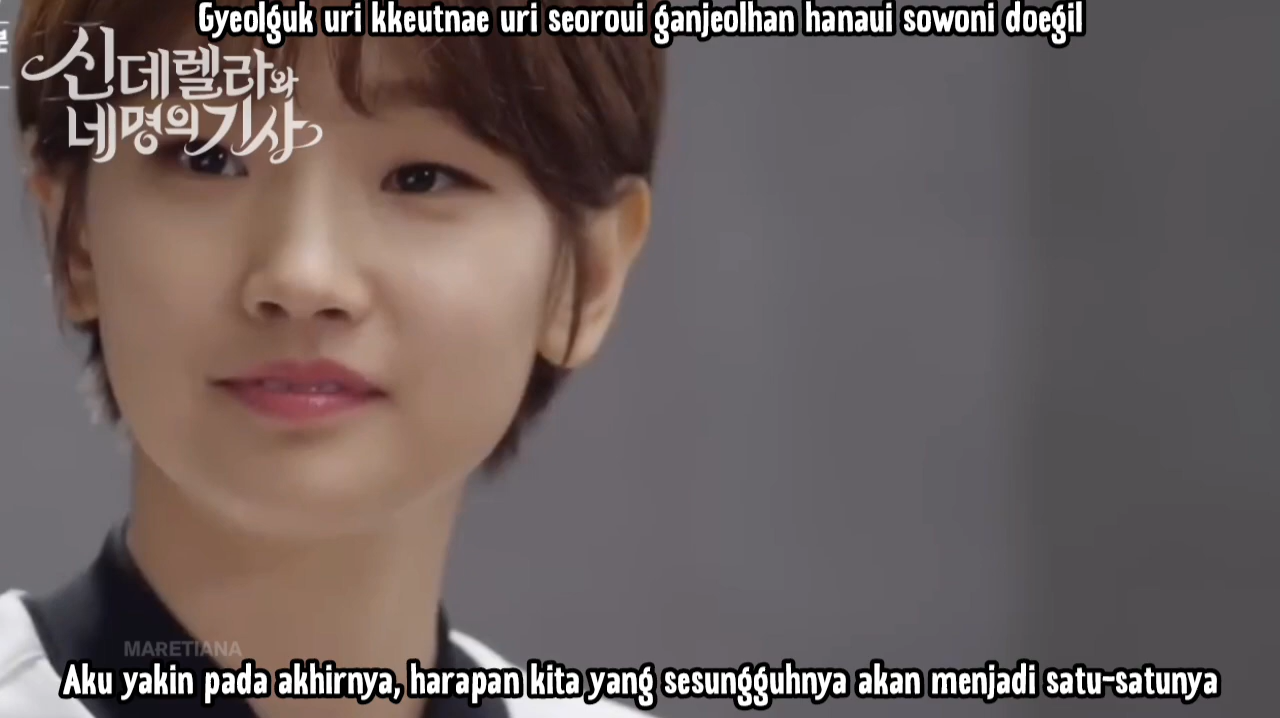 Gyeolguk uri kkeutnae uri seoroui ganjeolhan hanaui sowoni doegil
신데렐라와
네명의기사
MARETIANA
Aku yakin pada akhirnya, harapan kita yang sesungguhnya akan menjadi satu-satunya